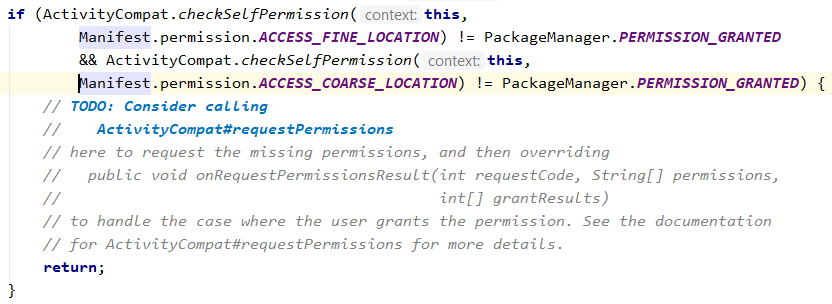 if (ActivityCompat.checkSelfPermission( context: this,
Manifest.permission.ACCESS_FINE_LOCATION) != PackageManager.PERMISSION_GRANTED
&& ActivityCompat.checkSelfPermission( context: this,
Manifest.permission.ACCESS_COARSE_LOCATION) != PackageManager.PERMISSION_GRANTED) {
// TODO: Consider calling
//    ActivityCompat#requestPermissions
// here to request the missing permissions, and then overriding
//   public void onRequestPermissionsResult(int requestCode, String[] permissions,
//                                          int[] grantResults)
// to handle the case where the user grants the permission. See the documentation
// for ActivityCompat#requestPermissions for more details.
return;
}